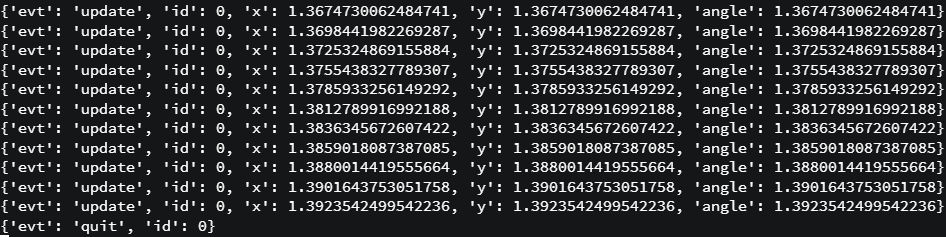 {'evt': 'update', 'id': 0, 'x': 1.3674730062484741, 'y': 1.3674730062484741, 'angle': 1.3674730062484741}
{'evt': 'update', 'id': 0, 'x': 1.3698441982269287, 'y': 1.3698441982269287, 'angle': 1.3698441982269287}
{'evt': 'update', 'id': 0, 'x': 1.3725324869155884, 'y': 1.3725324869155884, 'angle': 1.3725324869155884}
{'evt': 'update', 'id': 0, 'x': 1.3755438327789307, 'y': 1.3755438327789307, 'angle': 1.3755438327789307}
{'evt': 'update', 'id': 0, 'x': 1.3785933256149292, 'y': 1.3785933256149292, 'angle': 1.3785933256149292}
{'evt': 'update', 'id': 0, 'x': 1.3812789916992188, 'y': 1.3812789916992188, 'angle': 1.3812789916992188}
{'evt': 'update', 'id': 0, 'x': 1.3836345672607422, 'y': 1.3836345672607422, 'angle': 1.3836345672607422}
{'evt': 'update', 'id': 0, 'x': 1.3859018087387085, 'y': 1.3859018087387085, 'angle': 1.3859018087387085}
{'evt': 'update', 'id': 0, 'x': 1.3880014419555664, 'y': 1.3880014419555664, 'angle': 1.3880014419555664}
{'evt': 'update', 'id': 0, 'x': 1.3901643753051758, 'y': 1.3901643753051758, 'angle': 1.3901643753051758}
{'evt': 'update', 'id': 0, 'x': 1.3923542499542236, 'y': 1.3923542499542236, 'angle': 1.3923542499542236}
{'evt': 'quit', 'id': 0}